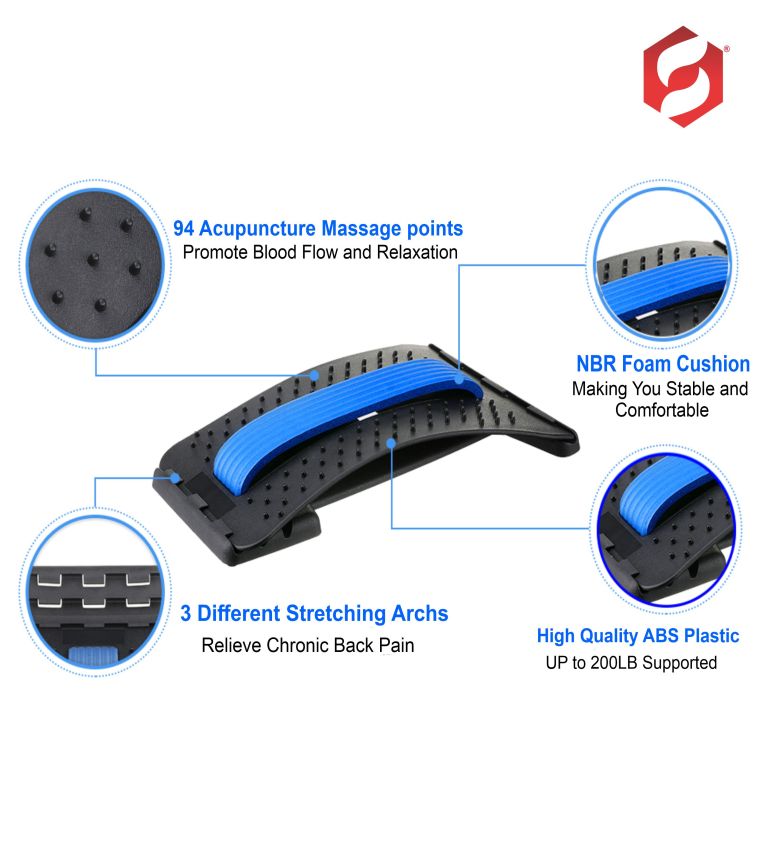 ®
94 Acupuncture Massage points
Promote Blood Flow and Relaxation
NBR Foam Cushion
Making You Stable and
Comfortable
3 Different Stretching Archs
Relieve Chronic Back Pain
High Quality ABS Plastic
UP to 200LB Supported